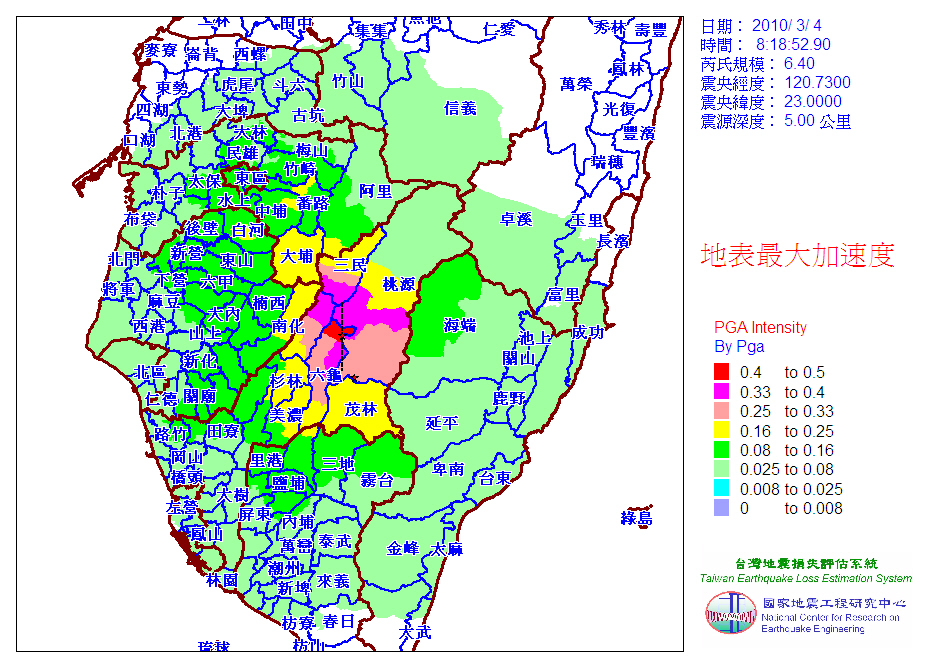 二林
田中
集集
魚池
仁愛
秀林
壽豐
麥寮
崙背
西螺
鳳林
萬榮
東勢
虎尾
斗六
竹山
信義
光復
四湖
大埤
古坑
豐濱
口湖
北港
大林
民雄
梅山
竹崎
瑞穗
太保
東區
朴子
水上
中埔
番路
阿里
布袋
後壁
白河
卓溪
玉里
長濱
北門
新營
東山
大埔
三民
桃源
將軍
下營
六甲
麻豆
楠西
富里
西港
大內
山上
南化
海端
池上
成功
新化
關山
北區
六龜
杉林
仁德
關廟
美濃
茂林
鹿野
延平
路竹
田寮
岡山
里港
三地
卑南
橋頭
鹽埔
霧台
台東
大樹
左營
屏東
內埔
綠島
鳳山
萬巒
泰武
金峰
太麻
潮州
林園
新埤
來義
枋寮
春日
大武
琉球
枋山
日期： 2010/ 3/ 4
時間： 8:18:52.90
芮氏規模： 6.40
震央經度： 120.7300
震央緯度： 23.0000
震源深度： 5.00 公里
地表最大加速度
PGA Intensity
By Pga
0.4 to 0.5
0.33 to 0.4
0.25 to 0.33
0.16 to 0.25
0.08 to 0.16
0.025 to 0.08
0.008 to 0.025
0 to 0.008
台灣地震損失評估系統
Taiwan Earthquake Loss Estimation System
國家地震工程研究中心
National Center for Research on
Earthquake Engineering